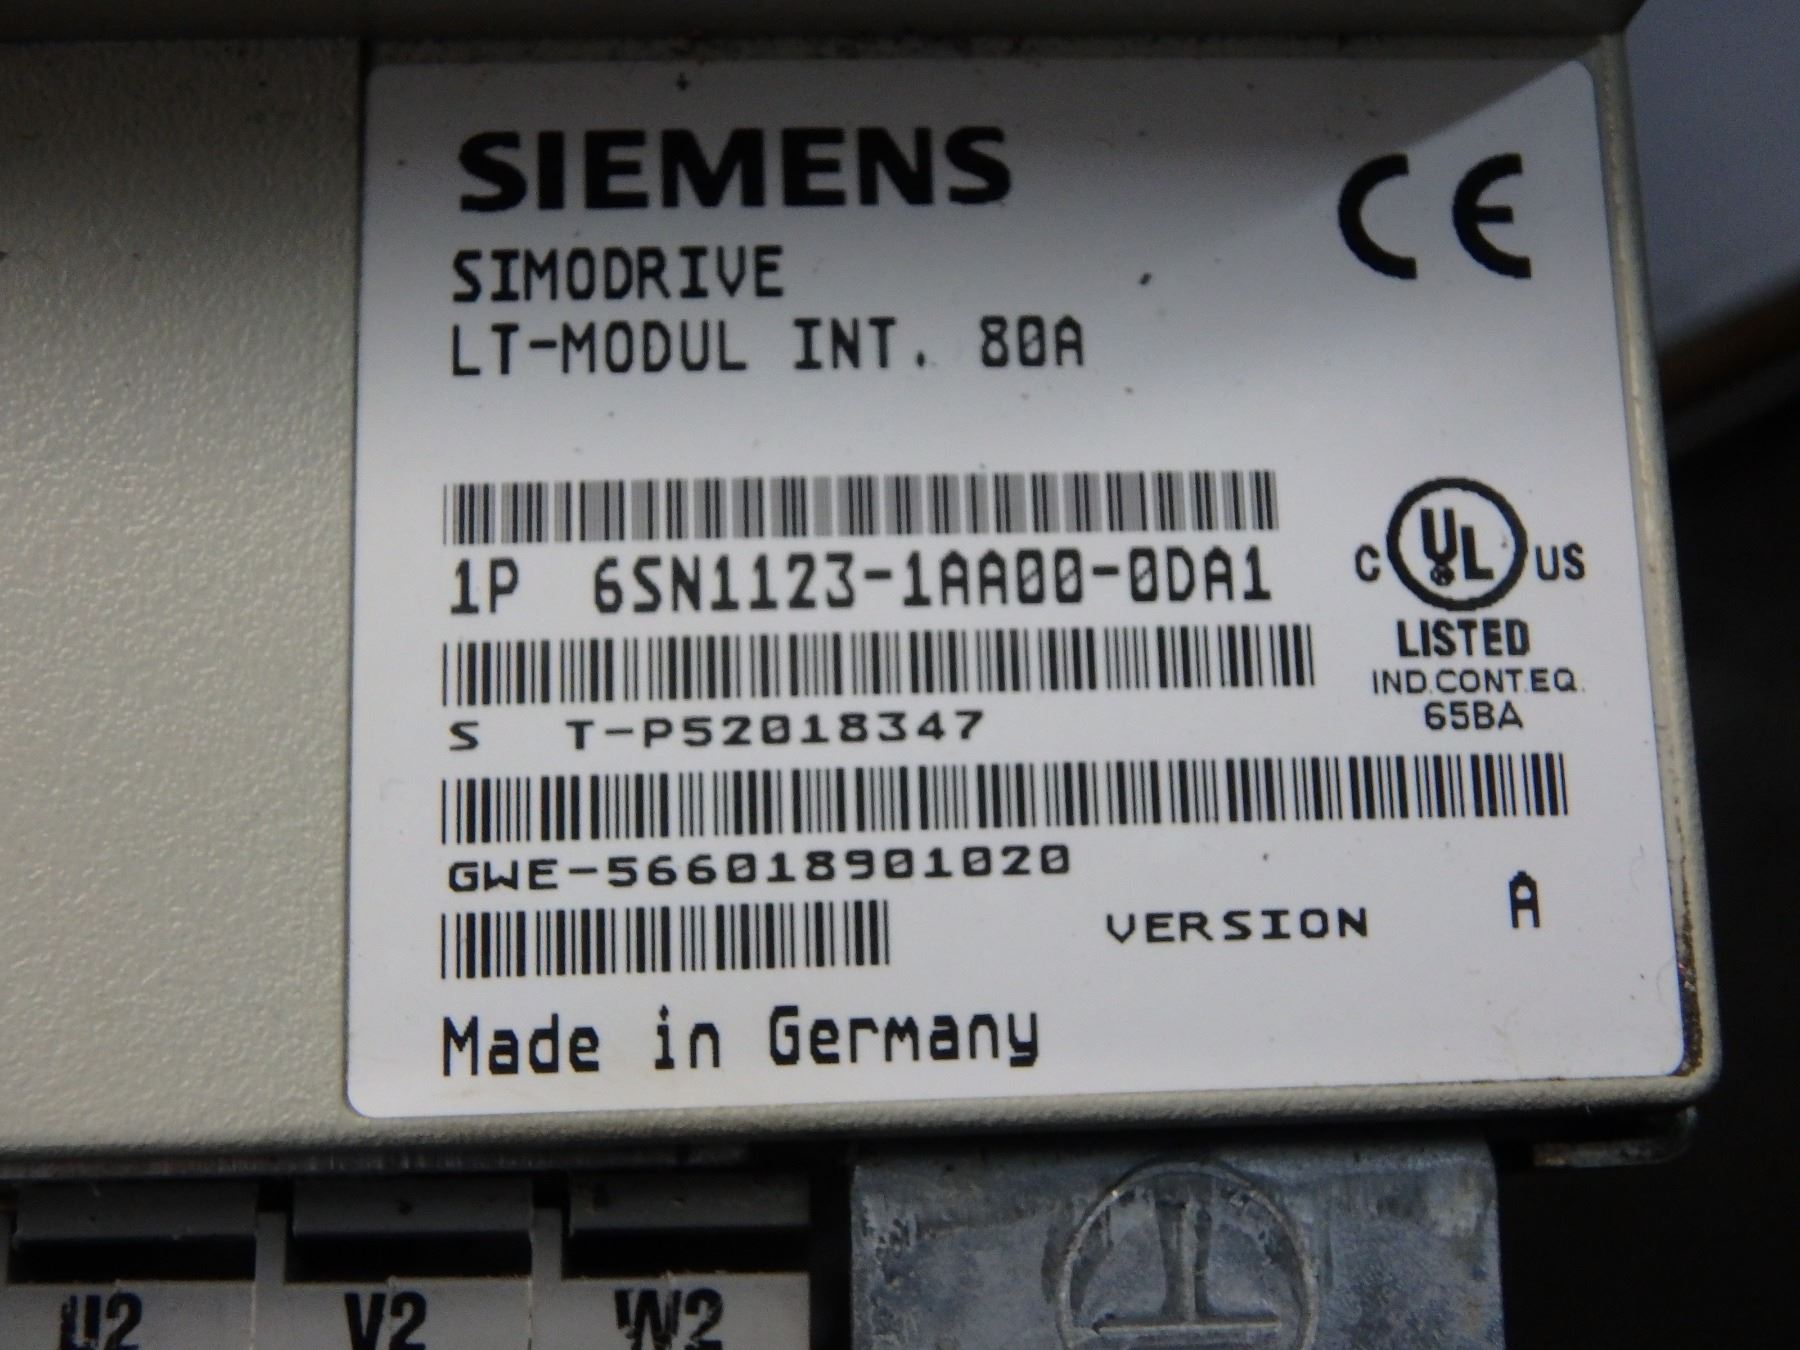 SIEMENS
CE
SIMODRIVE
LT-MODUL INT. 80A
1P 6SN1123-1AA00-0DA1
C UL US
LISTED
IND.CONT.EQ.
65BA
S T-P52018347
GWE-566018901020
VERSION A
Made in Germany
U2 V2 W2